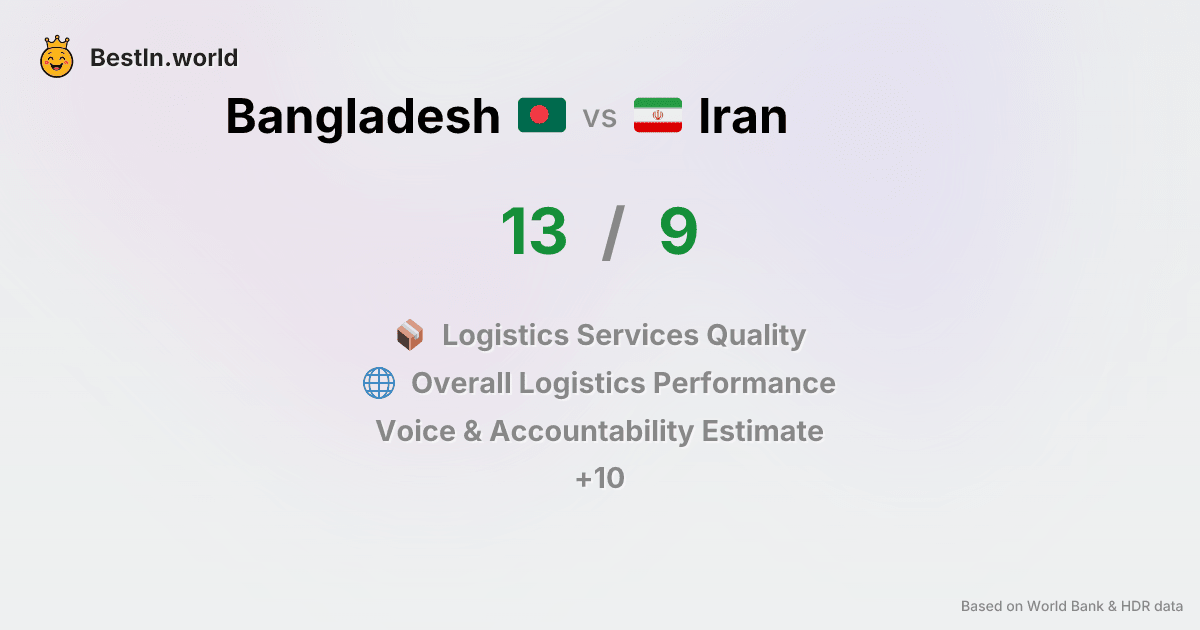 BestIn.world
Bangladesh vs Iran
13 / 9
Logistics Services Quality
Overall Logistics Performance
Voice & Accountability Estimate
+10
Based on World Bank & HDR data